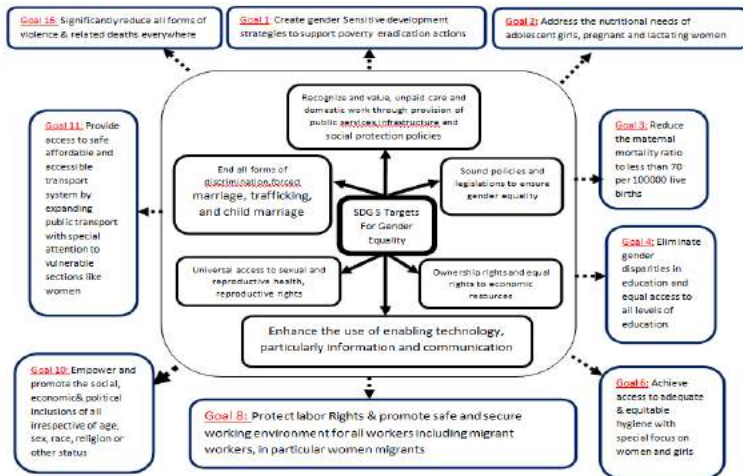 Goal 16: Significantly reduce all forms of
violence & related deaths everywhere
Goal 1: Create gender Sensitive development
strategies to support poverty eradication actions
Goal 2: Address the nutritional needs of
adolescent girls, pregnant and lactating women
Recognize and value, unpaid care and
domestic work through provision of
public services,infrastructure and
social protection policies
Goal 11: Provide
access to safe
affordable and
accessible
transport
system by
expanding
public transport
with special
attention to
vulnerable
sections like
women
End all forms of
discrimination,forced
marriage, trafficking,
and child marriage
Sound policies and
legislations to ensure
gender equality
Goal 3: Reduce
the maternal
mortality ratio
to less than 70
per 100000 live
births
SDG 5 Targets
For Gender
Equality
Universal access to sexual and
reproductive health,
reproductive rights
Ownership rights and equal
rights to economic
resources
Goal 4: Eliminate
gender
disparities in
education and
equal access to
all levels of
education
Enhance the use of enabling technology,
particularly information and communication
Goal 10: Empower and
promote the social,
economic& political
inclusions of all
irrespective of age,
sex, race, religion or
other status
Goal 8: Protect labor Rights & promote safe and secure
working environment for all workers including migrant
workers, in particular women migrants
Goal 6: Achieve
access to adequate
& equitable
hygiene with
special focus on
women and girls